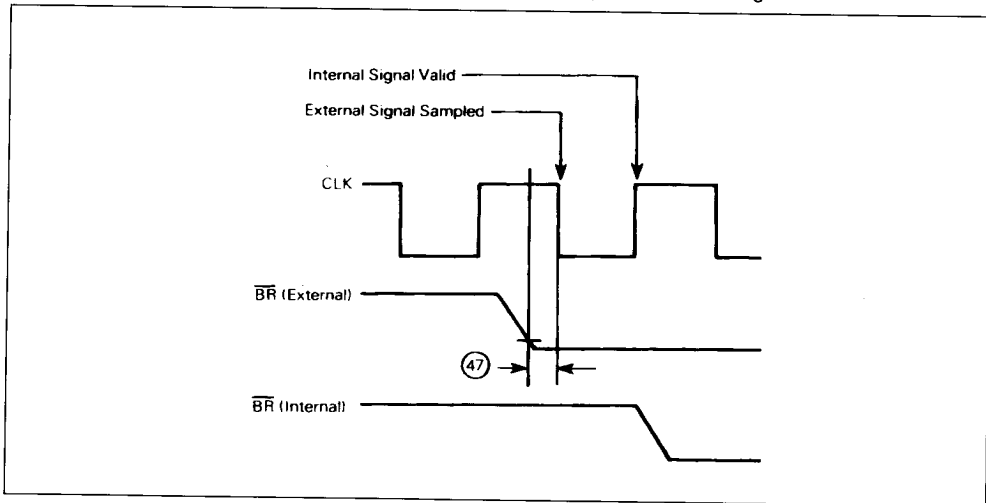 Internal Signal Valid
External Signal Sampled
CLK
BR (External)
47
BR (Internal)